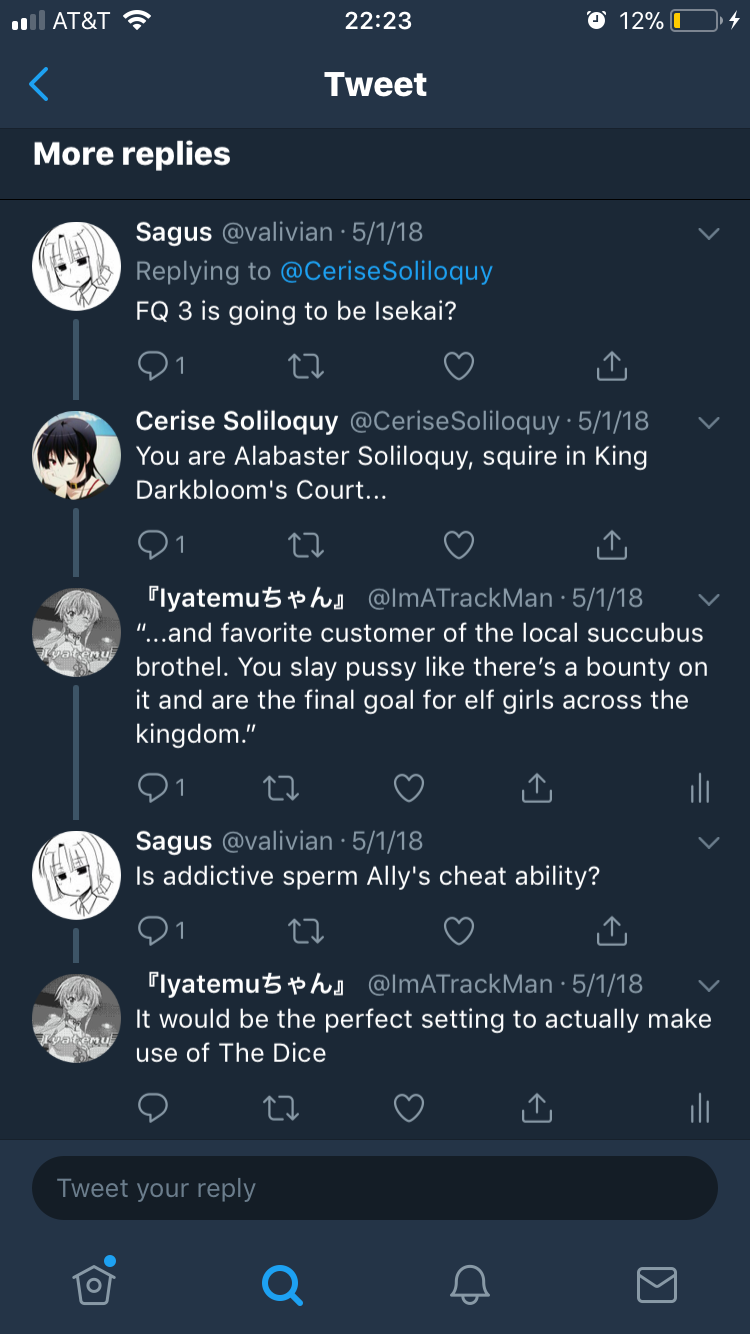 AT&T
22:23
12%
Tweet
More replies
Sagus @valivian · 5/1/18
Replying to @CeriseSoliloquy
FQ 3 is going to be Isekai?
1
Cerise Soliloquy @CeriseSoliloquy · 5/1/18
You are Alabaster Soliloquy, squire in King
Darkbloom's Court...
1
『Iyatemuちゃん』 @ImATrackMan · 5/1/18
“...and favorite customer of the local succubus
brothel. You slay pussy like there’s a bounty on
it and are the final goal for elf girls across the
kingdom.”
Iyatemu
1
Sagus @valivian · 5/1/18
Is addictive sperm Ally's cheat ability?
1
『Iyatemuちゃん』 @ImATrackMan · 5/1/18
It would be the perfect setting to actually make
use of The Dice
Iyatemu
Tweet your reply